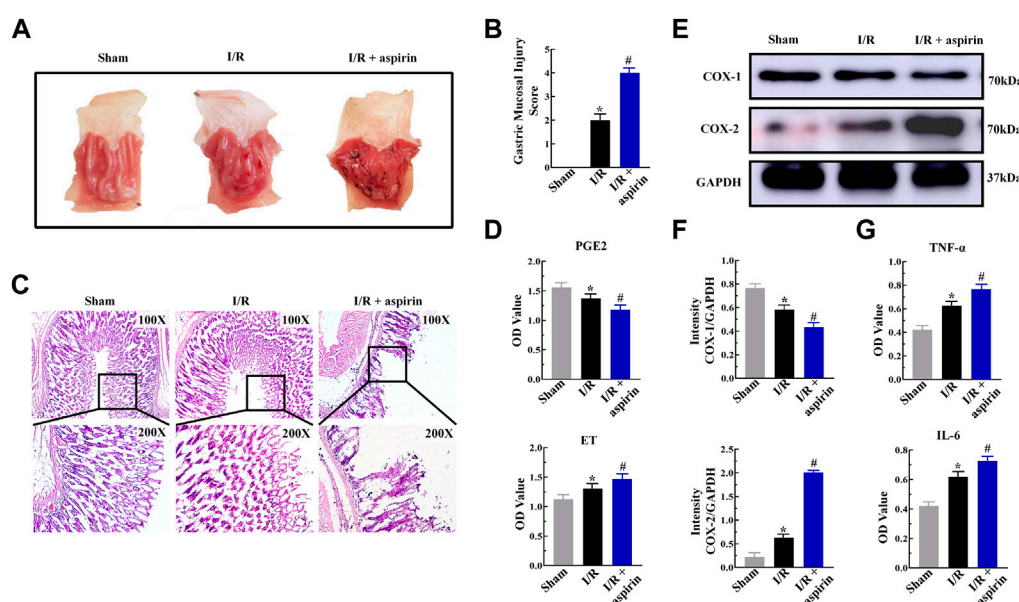 A
Sham
I/R
I/R + aspirin
B
Gastric Mucosal Injury
Score
5
4
3
2
1
0
*
#
Sham
I/R
I/R +
aspirin
C
Sham
I/R
I/R + aspirin
100X
100X
100X
200X
200X
200X
D
PGE2
OD Value
2.0
1.5
1.0
0.5
0.0
*
#
Sham
I/R
I/R +
aspirin
ET
OD Value
2.0
1.5
1.0
0.5
0.0
*
#
Sham
I/R
I/R +
aspirin
E
Sham
I/R
I/R + aspirin
COX-1
70kDa
COX-2
70kDa
GAPDH
37kDa
F
Intensity
COX-1/GAPDH
1.0
0.8
0.6
0.4
0.2
0.0
*
#
Sham
I/R
I/R +
aspirin
Intensity
COX-2/GAPDH
2.5
2.0
1.5
1.0
0.5
0.0
*
#
Sham
I/R
I/R +
aspirin
G
TNF-α
OD Value
1.0
0.8
0.6
0.4
0.2
0.0
*
#
Sham
I/R
I/R +
aspirin
IL-6
OD Value
0.8
0.6
0.4
0.2
0.0
*
#
Sham
I/R
I/R +
aspirin